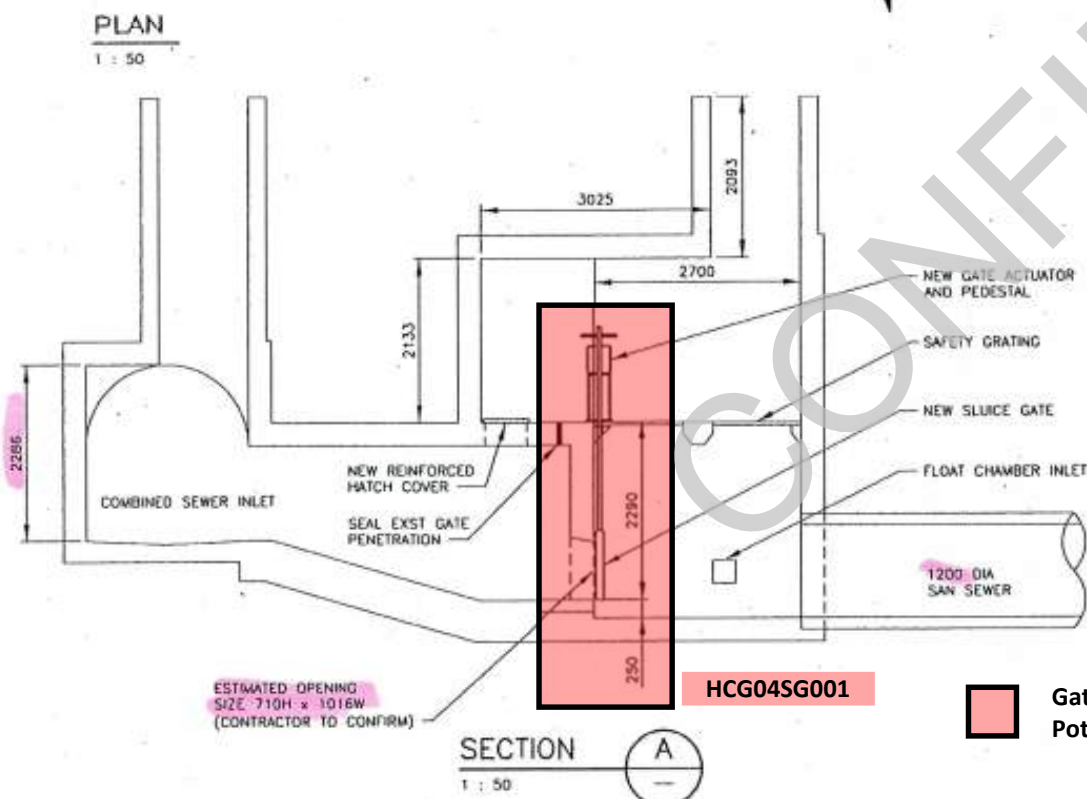 PLAN
1 : 50
2093
3025
2700
NEW GATE ACTUATOR
AND PEDESTAL
2133
SAFETY GRATING
NEW SLUICE GATE
2286
NEW REINFORCED
HATCH COVER
2290
FLOAT CHAMBER INLET
COMBINED SEWER INLET
SEAL EXST GATE
PENETRATION
1200 DIA
SAN SEWER
250
ESTIMATED OPENING
SIZE 710H x 1016W
(CONTRACTOR TO CONFIRM)
HCG04SG001
Gat
Pot
SECTION
A
1 : 50
CONF